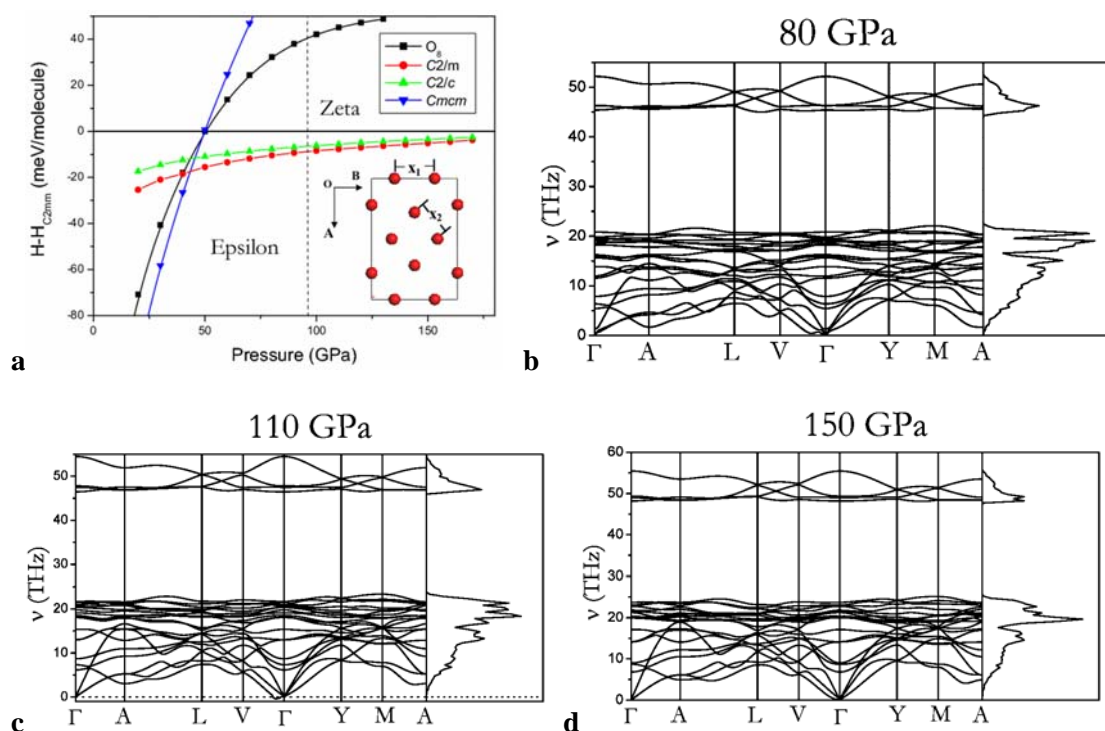 40
20
0
-20
-40
-60
-80
H-H_C2mm (meV/molecule)
0
50
100
150
Pressure (GPa)
O₈
C2/m
C2/c
Cmcm
Zeta
Epsilon
O
B
A
x₁
x₂
a
80 GPa
50
40
30
20
10
0
ν (THz)
Γ A L V Γ Y M A
b
110 GPa
50
40
30
20
10
0
ν (THz)
Γ A L V Γ Y M A
c
150 GPa
60
50
40
30
20
10
0
ν (THz)
Γ A L V Γ Y M A
d